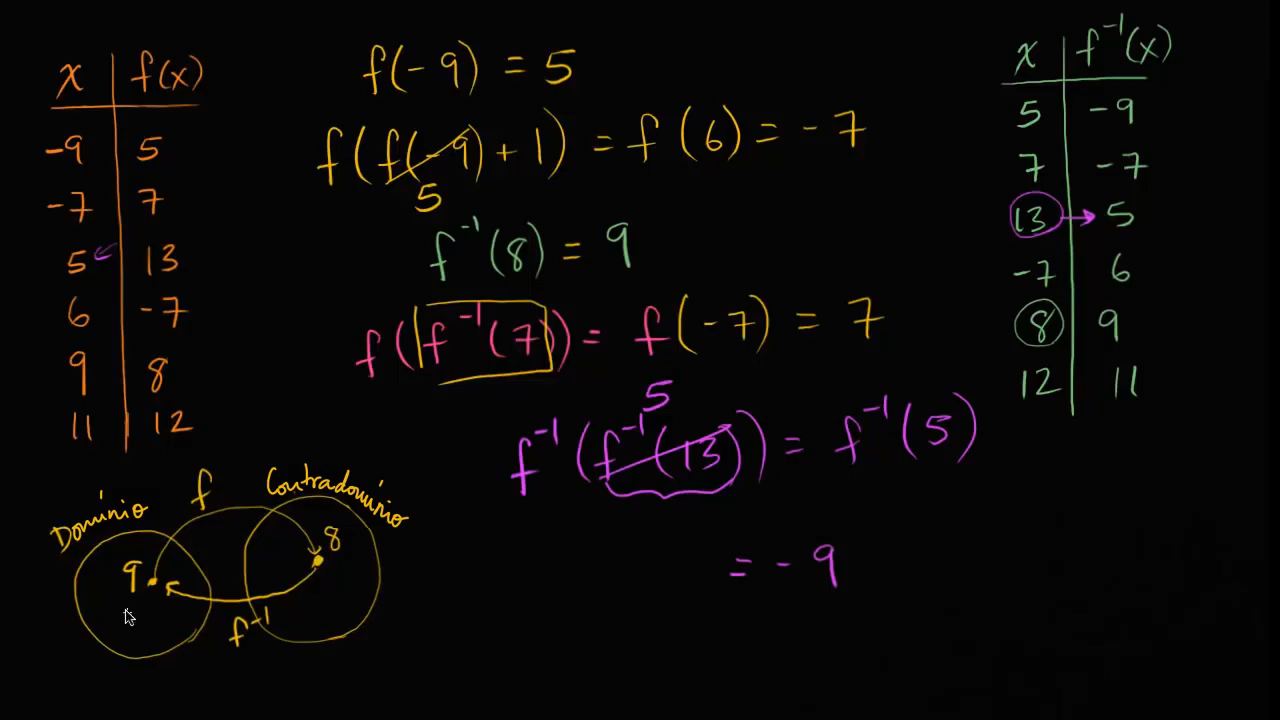 x f(x)
-9 5
-7 7
5 13
6 -7
9 8
11 12
f(-9) = 5
f(f(-9)+1) = f(6) = -7
5
f⁻¹(8) = 9
f(f⁻¹(7)) = f(-7) = 7
5
f⁻¹(f⁻¹(13)) = f⁻¹(5)
= -9
x f⁻¹(x)
5 -9
7 -7
13 5
-7 6
8 9
12 11
Domínio f Contradomínio
9 8
f⁻¹